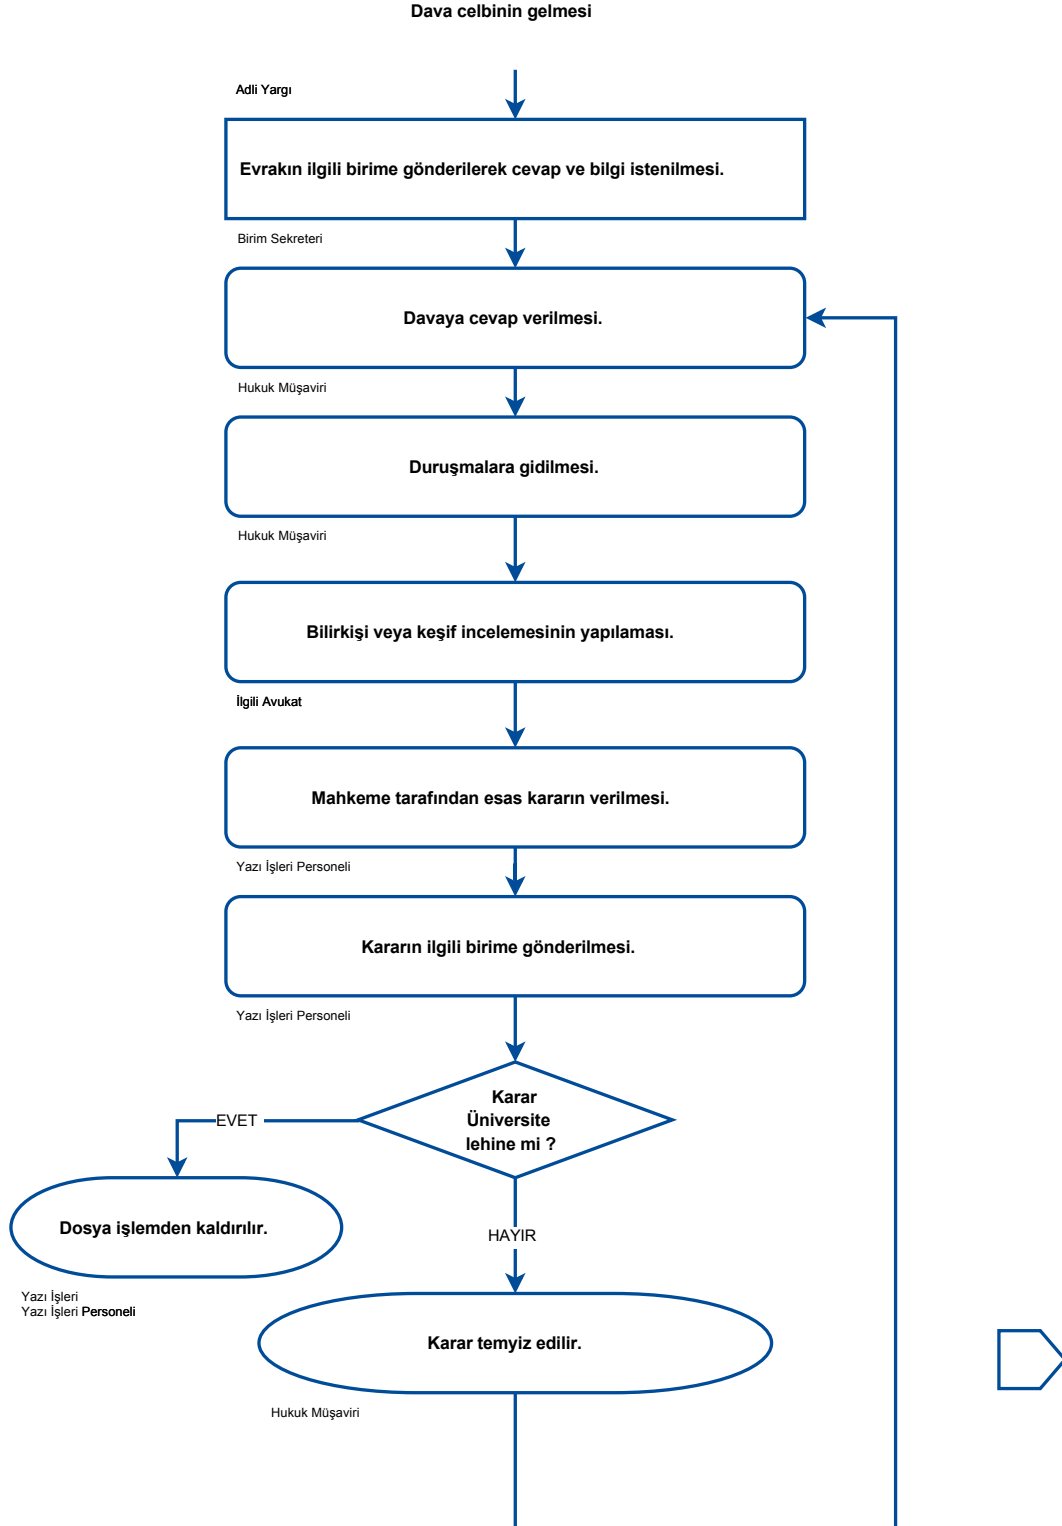 Dava celbinin gelmesi
Adli Yargı
Evrakın ilgili birime gönderilerek cevap ve bilgi istenilmesi.
Birim Sekreteri
Davaya cevap verilmesi.
Hukuk Müşaviri
Duruşmalara gidilmesi.
Hukuk Müşaviri
Bilirkişi veya keşif incelemesinin yapılaması.
İlgili Avukat
Mahkeme tarafından esas kararın verilmesi.
Yazı İşleri Personeli
Kararın ilgili birime gönderilmesi.
Yazı İşleri Personeli
Karar
Üniversite
lehine mi ?
EVET
Dosya işlemden kaldırılır.
HAYIR
Yazı İşleri
Yazı İşleri Personeli
Karar temyiz edilir.
Hukuk Müşaviri